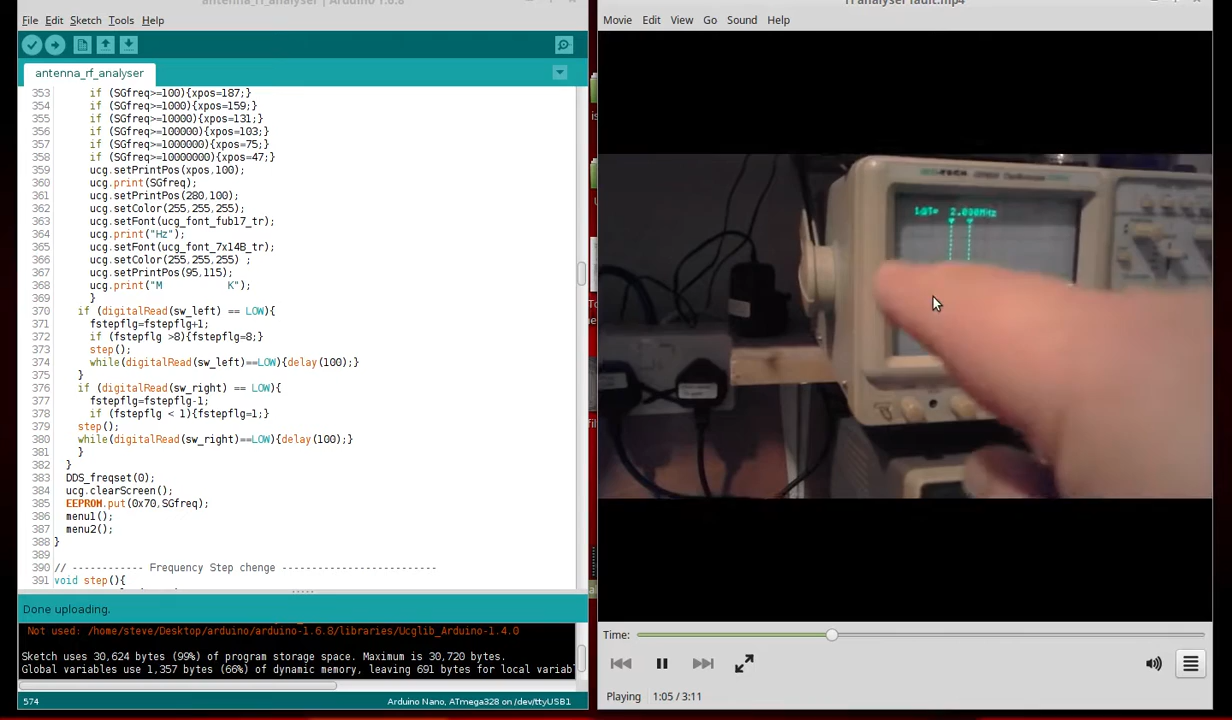 antenna_rf_analyser | Arduino 1.6.8
File Edit Sketch Tools Help
antenna_rf_analyser
353 if (SGfreq>=100){xpos=187;}
354 if (SGfreq>=1000){xpos=159;}
355 if (SGfreq>=10000){xpos=131;}
356 if (SGfreq>=100000){xpos=103;}
357 if (SGfreq>=1000000){xpos=75;}
358 if (SGfreq>=10000000){xpos=47;}
359 ucg.setPrintPos(xpos,100);
360 ucg.print(SGfreq);
361 ucg.setPrintPos(280,100);
362 ucg.setColor(255,255,255);
363 ucg.setFont(ucg_font_fub17_tr);
364 ucg.print("Hz");
365 ucg.setFont(ucg_font_7x14B_tr);
366 ucg.setColor(255,255,255) ;
367 ucg.setPrintPos(95,115);
368 ucg.print("M K");
369 }
370 if (digitalRead(sw_left) == LOW){
371 fstepflg=fstepflg+1;
372 if (fstepflg >8){fstepflg=8;}
373 step();
374 while(digitalRead(sw_left)==LOW){delay(100);}
375 }
376 if (digitalRead(sw_right) == LOW){
377 fstepflg=fstepflg-1;
378 if (fstepflg < 1){fstepflg=1;}
379 step();
380 while(digitalRead(sw_right)==LOW){delay(100);}
381 }
382 }
383 DDS_freqset(0);
384 ucg.clearScreen();
385 EEPROM.put(0x70,SGfreq);
386 menu1();
387 menu2();
388 }
389
390 // ------------ Frequency Step chenge -------------------------
391 void step(){
Done uploading.
Not used: /home/steve/Desktop/arduino/arduino-1.6.8/libraries/Ucglib_Arduino-1.4.0
Sketch uses 30,624 bytes (99%) of program storage space. Maximum is 30,720 bytes.
Global variables use 1,357 bytes (66%) of dynamic memory, leaving 691 bytes for local variab
574
Arduino Nano, ATmega328 on /dev/ttyUSB1
rf analyser fault.mp4
Movie Edit View Go Sound Help
Time:
Playing 1:05 / 3:11